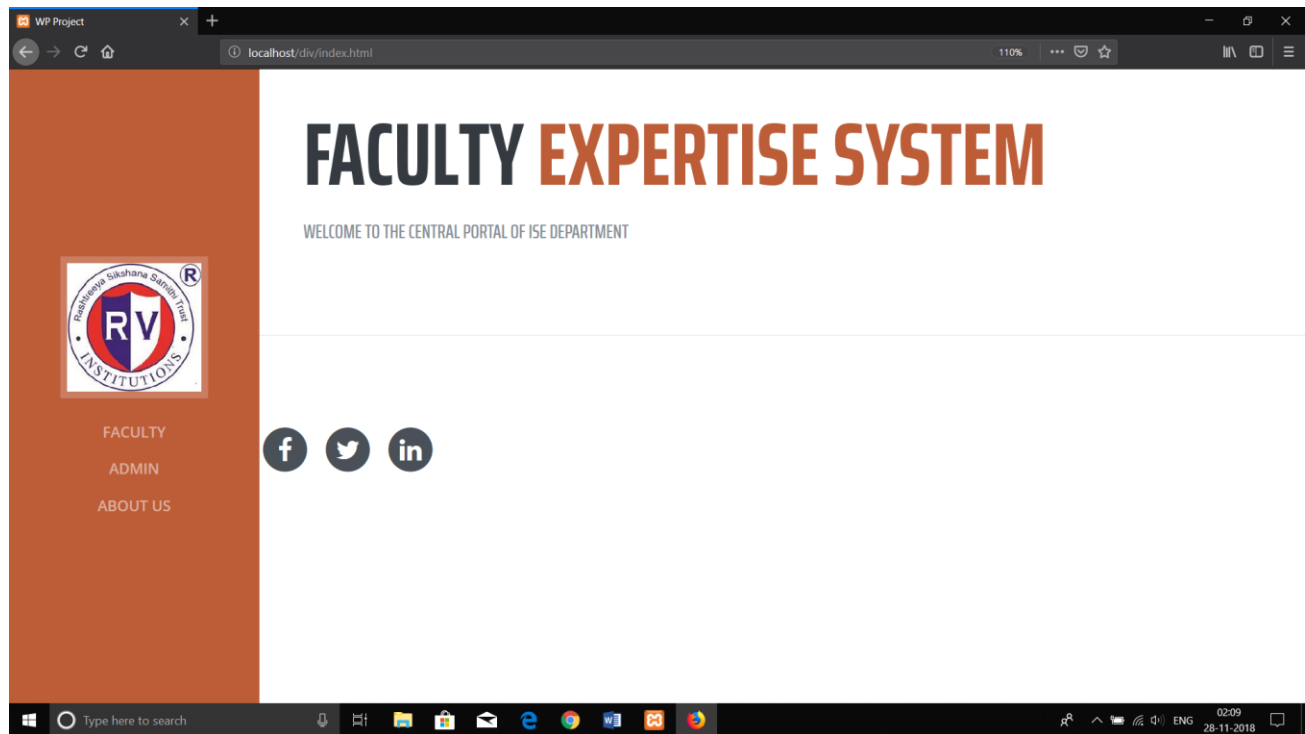 WP Project
localhost/div/index.html
110%
FACULTY EXPERTISE SYSTEM
WELCOME TO THE CENTRAL PORTAL OF ISE DEPARTMENT
Rashtreeya Sikshana Samithi Trust
R
RV
INSTITUTIONS
FACULTY
ADMIN
ABOUT US
f
in
Type here to search
ENG
02:09
28-11-2018